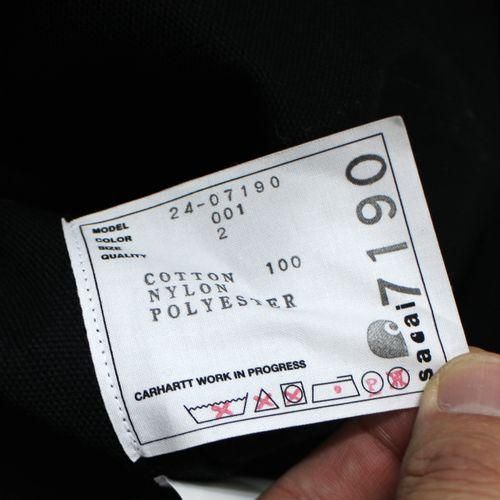 MODEL 24-07190
COLOR 001
SIZE 2
QUALITY
COTTON 100
NYLON
POLYESTER
CARHARTT WORK IN PROGRESS
P
sacai
7190